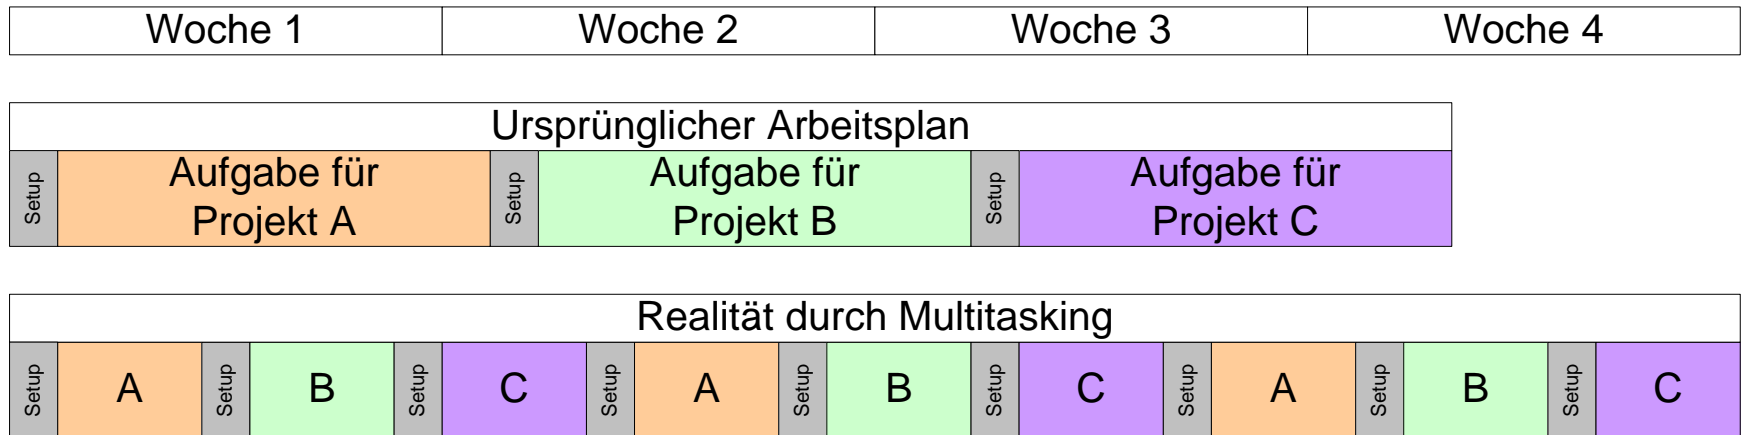 Woche 1 Woche 2 Woche 3 Woche 4
Ursprünglicher Arbeitsplan
Setup Aufgabe für Setup Aufgabe für Setup Aufgabe für
Projekt A Projekt B Projekt C
Realität durch Multitasking
Setup A Setup B Setup C Setup A Setup B Setup C Setup A Setup B Setup C